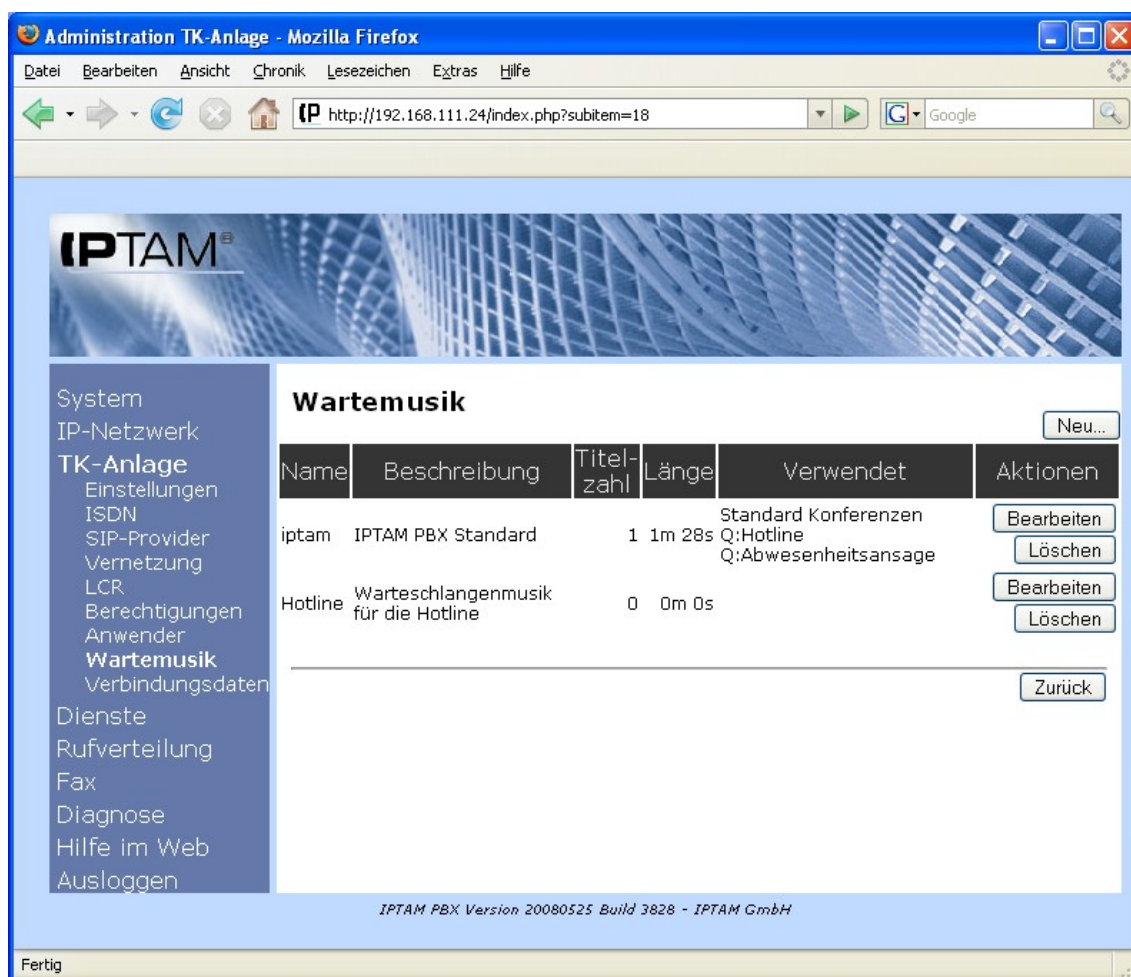 Administration TK-Anlage - Mozilla Firefox
Datei Bearbeiten Ansicht Chronik Lesezeichen Extras Hilfe
http://192.168.111.24/index.php?subitem=18
Google
IPTAM®
System
IP-Netzwerk
TK-Anlage
Einstellungen
ISDN
SIP-Provider
Vernetzung
LCR
Berechtigungen
Anwender
Wartemusik
Verbindungsdaten
Dienste
Rufverteilung
Fax
Diagnose
Hilfe im Web
Ausloggen
Wartemusik
Neu...
Name Beschreibung Titel-zahl Länge Verwendet Aktionen
iptam IPTAM PBX Standard 1 1m 28s Standard Konferenzen
Q:Hotline
Q:Abwesenheitsansage
Bearbeiten
Löschen
Hotline Warteschlangenmusik
für die Hotline
0 0m 0s
Bearbeiten
Löschen
Zurück
IPTAM PBX Version 20080525 Build 3828 - IPTAM GmbH
Fertig